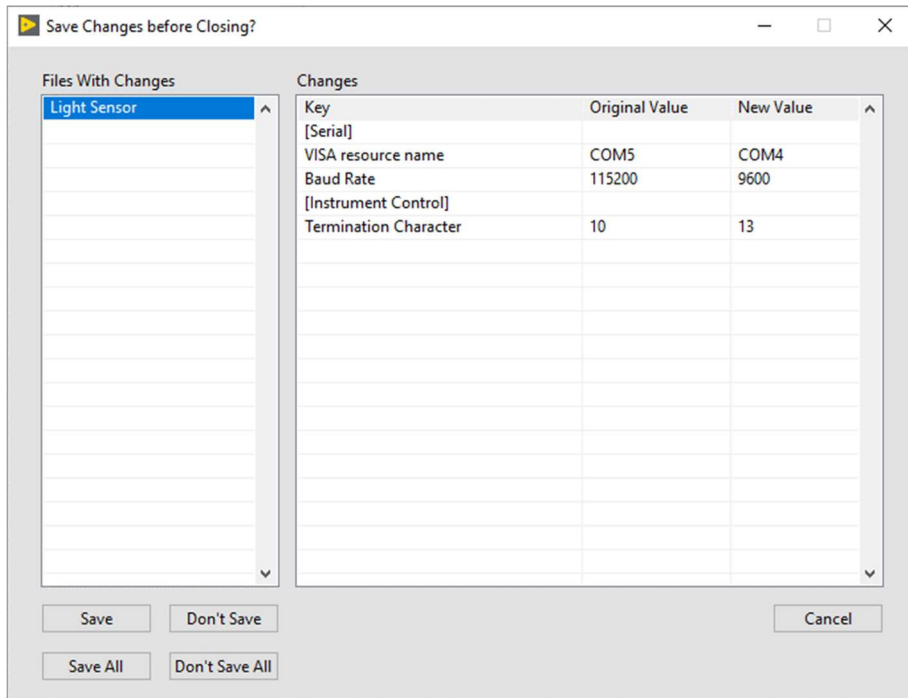 Save Changes before Closing?
Files With Changes
Light Sensor
Changes
Key Original Value New Value
[Serial]
VISA resource name COM5 COM4
Baud Rate 115200 9600
[Instrument Control]
Termination Character 10 13
Save Don't Save Cancel
Save All Don't Save All